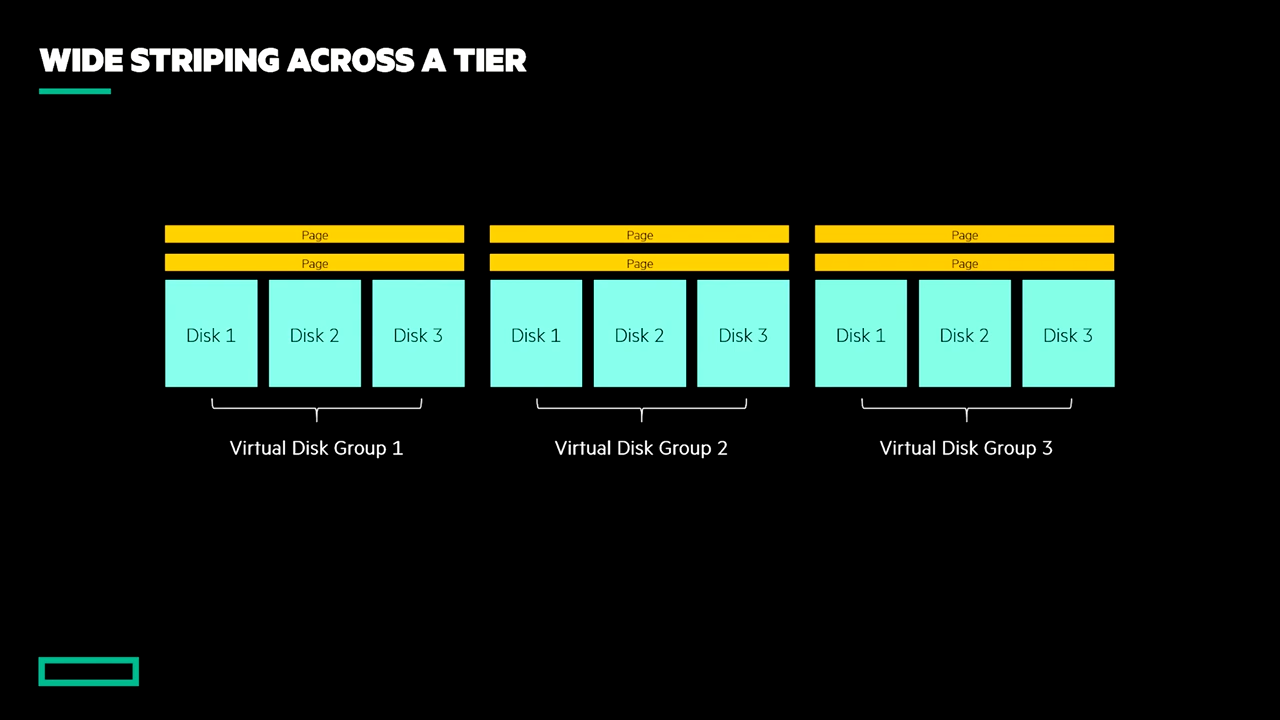 WIDE STRIPING ACROSS A TIER
Page Page Page
Page Page Page
Disk 1 Disk 2 Disk 3 Disk 1 Disk 2 Disk 3 Disk 1 Disk 2 Disk 3
Virtual Disk Group 1 Virtual Disk Group 2 Virtual Disk Group 3